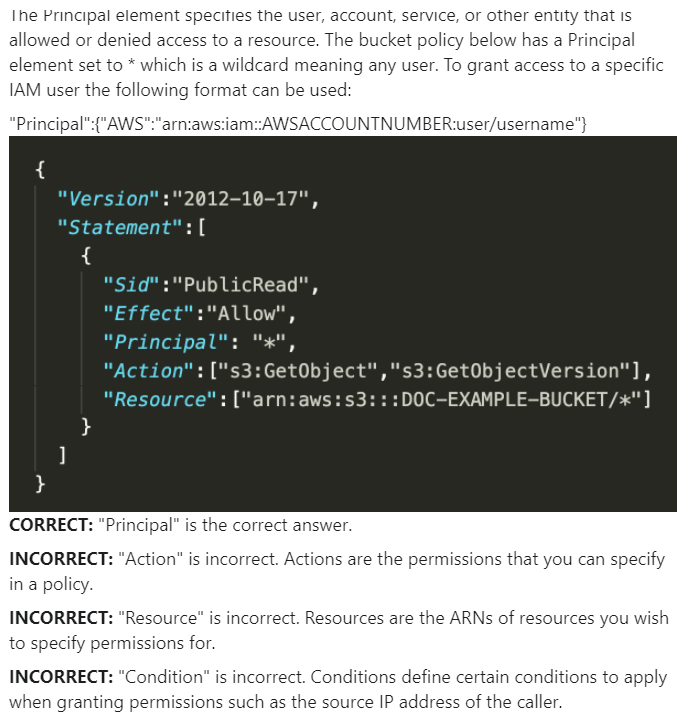 The Principal element specifies the user, account, service, or other entity that is
allowed or denied access to a resource. The bucket policy below has a Principal
element set to * which is a wildcard meaning any user. To grant access to a specific
IAM user the following format can be used:
"Principal":{"AWS":"arn:aws:iam::AWSACCOUNTNUMBER:user/username"}
{
"Version":"2012-10-17",
"Statement":[
{
"Sid":"PublicRead",
"Effect":"Allow",
"Principal": "*",
"Action":["s3:GetObject","s3:GetObjectVersion"],
"Resource":["arn:aws:s3:::DOC-EXAMPLE-BUCKET/*"]
}
]
}
CORRECT: "Principal" is the correct answer.
INCORRECT: "Action" is incorrect. Actions are the permissions that you can specify
in a policy.
INCORRECT: "Resource" is incorrect. Resources are the ARNs of resources you wish
to specify permissions for.
INCORRECT: "Condition" is incorrect. Conditions define certain conditions to apply
when granting permissions such as the source IP address of the caller.